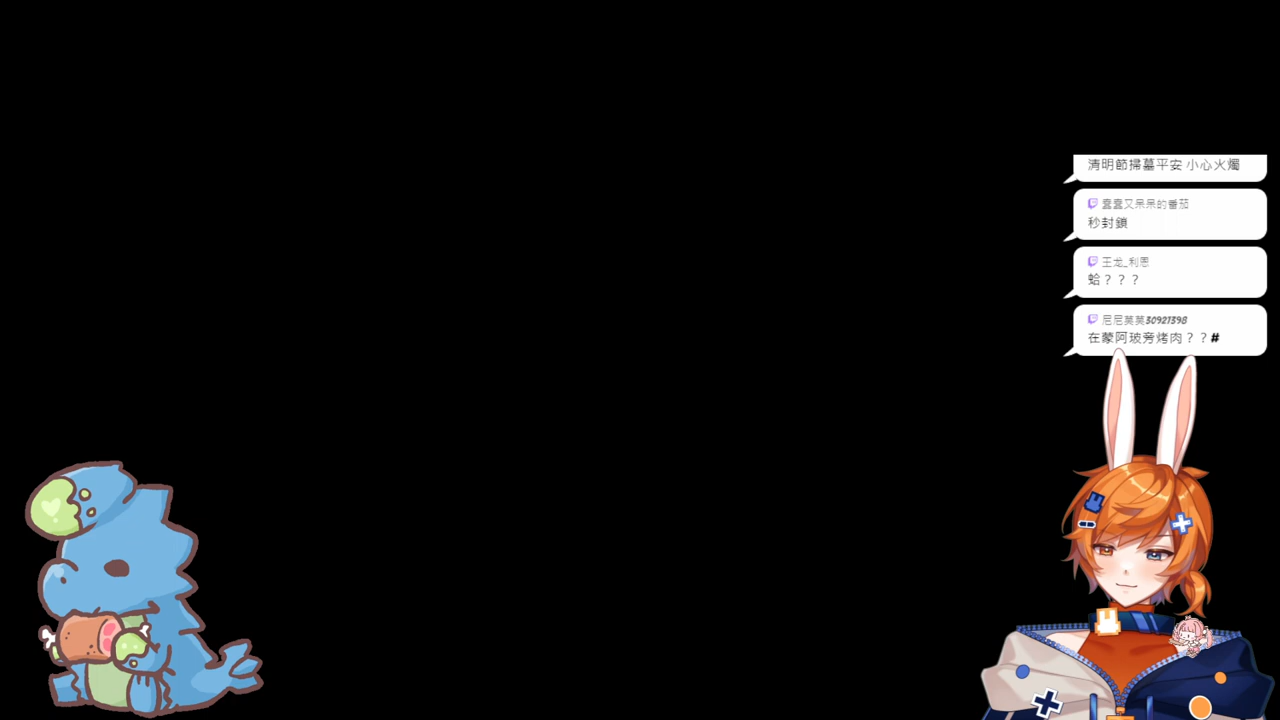 清明節掃墓平安 小心火燭
蠢蠢又呆呆的番茄
秒封鎖
王龙_利恩
蛤？？？
尼尼莫莫30927398
在蒙阿玻旁烤肉？？#